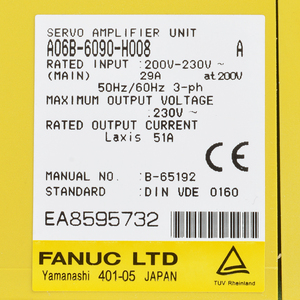 SERVO AMPLIFIER UNIT
A06B-6090-H008 A
RATED INPUT :200V-230V~
(MAIN) 29A at200V
50Hz/60Hz 3-ph
MAXIMUM OUTPUT VOLTAGE
:230V~
RATED OUTPUT CURRENT
Laxis 51A
CE
MANUAL NO. :B-65192
STANDARD :DIN VDE 0160
EA8595732
FANUC LTD
Yamanashi 401-05 JAPAN
TUV Rheinland